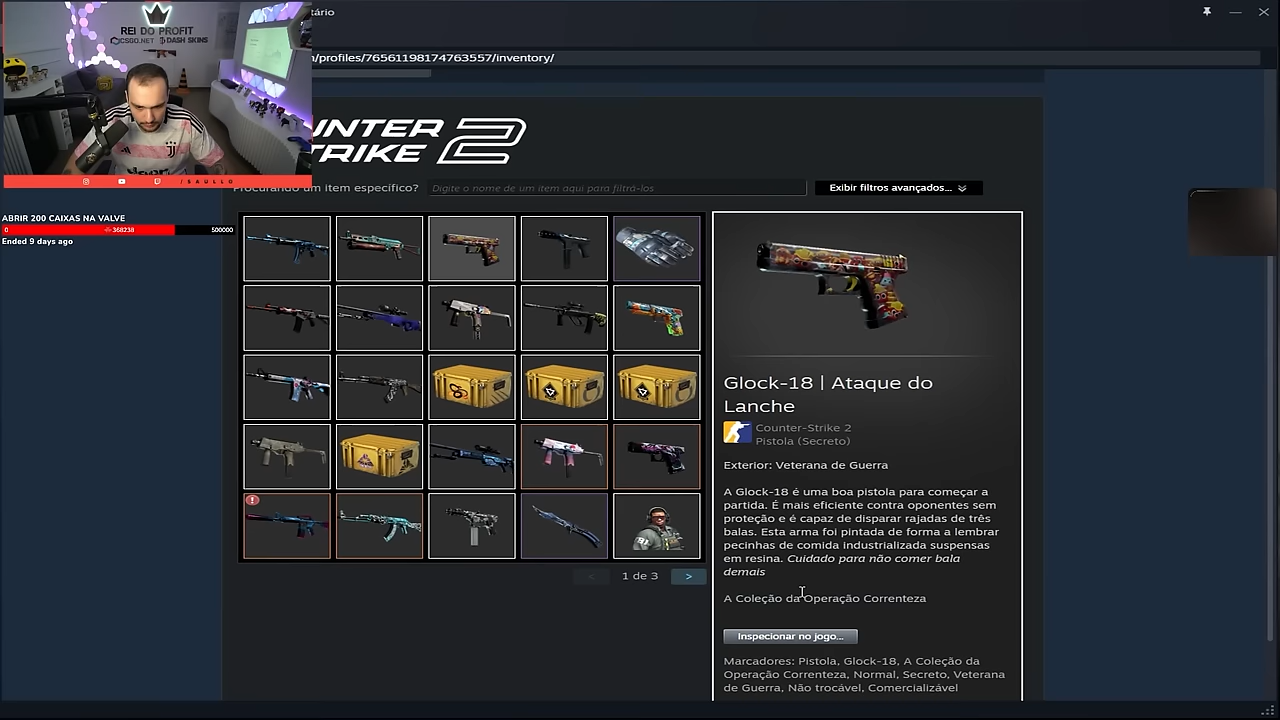 tário
REI DO PROFIT
CSGO.NET DASH SKINS
n/profiles/76561198174763557/inventory/
UNTER
TRIKE 2
/SAULLO
Procurando um item específico?
Digite o nome de um item aqui para filtrá-los
Exibir filtros avançados...
ABRIR 200 CAIXAS NA VALVE
0 368238 500000
Ended 9 days ago
< 1 de 3 >
Glock-18 | Ataque do
Lanche
Counter-Strike 2
Pistola (Secreto)
Exterior: Veterana de Guerra
A Glock-18 é uma boa pistola para começar a
partida. É mais eficiente contra oponentes sem
proteção e é capaz de disparar rajadas de três
balas. Esta arma foi pintada de forma a lembrar
pecinhas de comida industrializada suspensas
em resina. Cuidado para não comer bala
demais
A Coleção da Operação Correnteza
Inspecionar no jogo...
Marcadores: Pistola, Glock-18, A Coleção da
Operação Correnteza, Normal, Secreto, Veterana
de Guerra, Não trocável, Comercializável